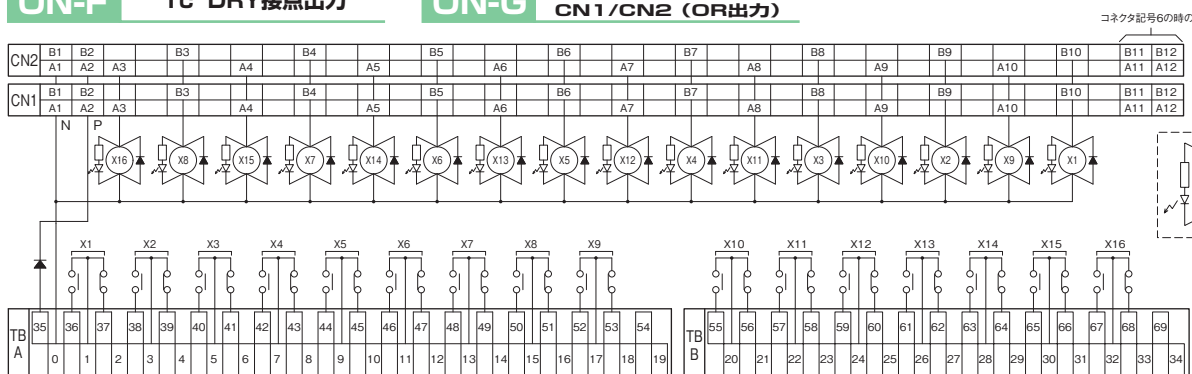 UN-F 1c DRY接点出力 UN-G CN1/CN2（OR出力）
コネクタ記号6の時の
CN2
B1 B2 B3 B4 B5 B6 B7 B8 B9 B10 B11 B12
A1 A2 A3 A4 A5 A6 A7 A8 A9 A10 A11 A12
CN1
B1 B2 B3 B4 B5 B6 B7 B8 B9 B10 B11 B12
A1 A2 A3 A4 A5 A6 A7 A8 A9 A10 A11 A12
N P
X16 X8 X15 X7 X14 X6 X13 X5 X12 X4 X11 X3 X10 X2 X9 X1
X1 X2 X3 X4 X5 X6 X7 X8 X9 X10 X11 X12 X13 X14 X15 X16
TB A
35 36 37 38 39 40 41 42 43 44 45 46 47 48 49 50 51 52 53 54
0 1 2 3 4 5 6 7 8 9 10 11 12 13 14 15 16 17 18 19
TB B
55 56 57 58 59 60 61 62 63 64 65 66 67 68 69
20 21 22 23 24 25 26 27 28 29 30 31 32 33 34